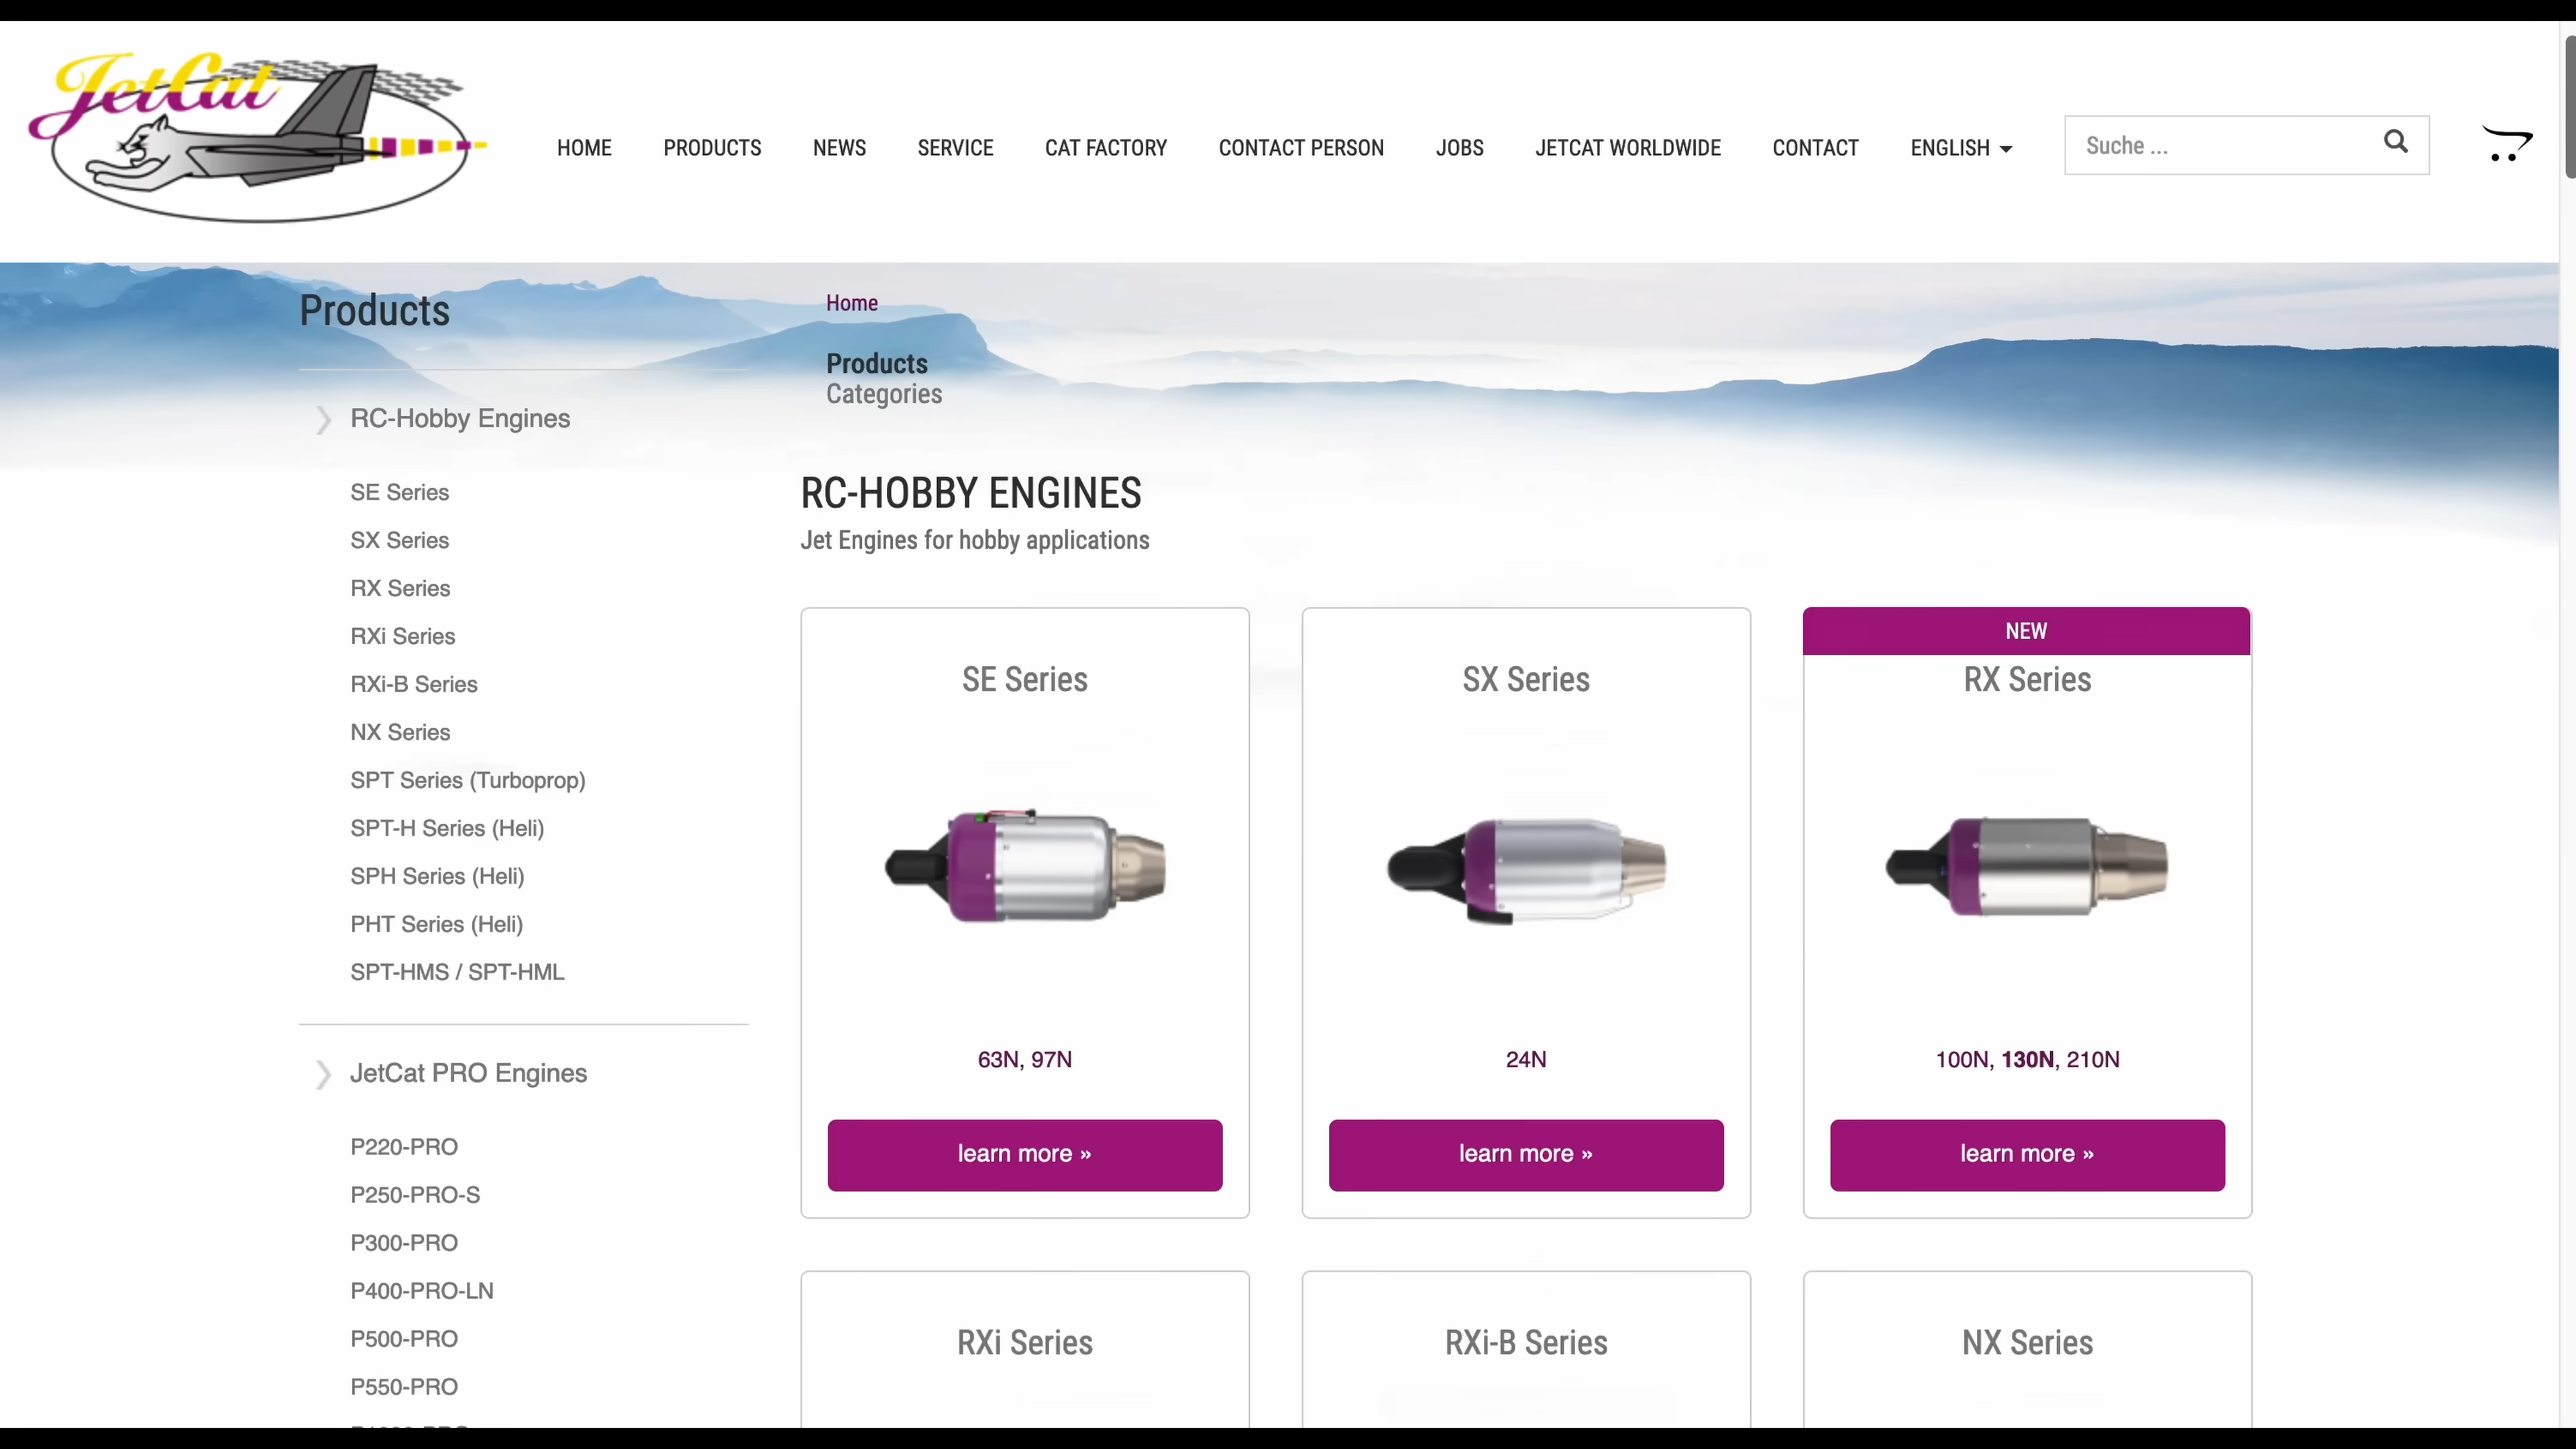 JetCat
HOME
PRODUCTS
NEWS
SERVICE
CAT FACTORY
CONTACT PERSON
JOBS
JETCAT WORLDWIDE
CONTACT
ENGLISH
Suche ...
Products
RC-Hobby Engines
SE Series
SX Series
RX Series
RXi Series
RXi-B Series
NX Series
SPT Series (Turboprop)
SPT-H Series (Heli)
SPH Series (Heli)
PHT Series (Heli)
SPT-HMS / SPT-HML
JetCat PRO Engines
P220-PRO
P250-PRO-S
P300-PRO
P400-PRO-LN
P500-PRO
P550-PRO
Home
Products
Categories
RC-HOBBY ENGINES
Jet Engines for hobby applications
SE Series
63N, 97N
learn more »
SX Series
24N
learn more »
NEW
RX Series
100N, 130N, 210N
learn more »
RXi Series
RXi-B Series
NX Series